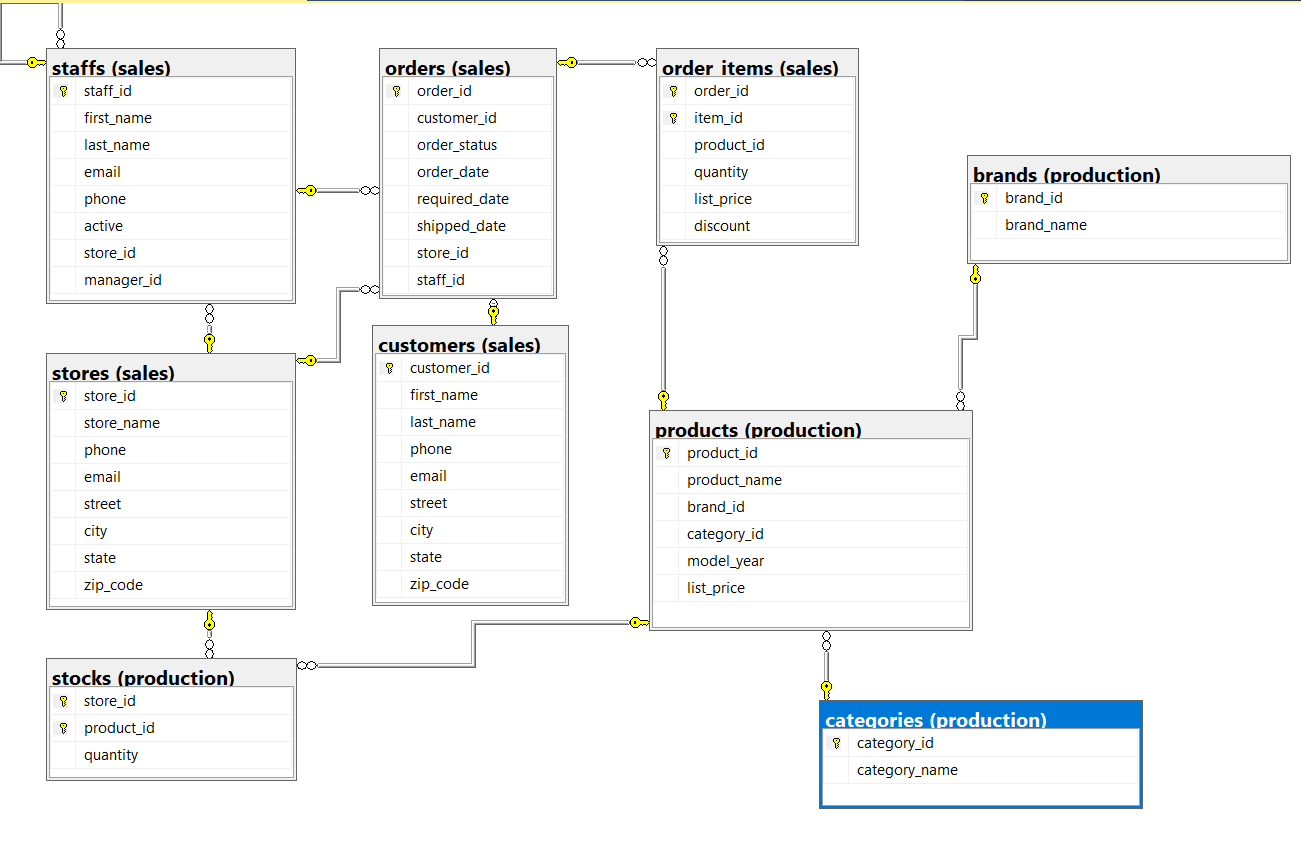 staffs (sales)
staff_id
first_name
last_name
email
phone
active
store_id
manager_id
orders (sales)
order_id
customer_id
order_status
order_date
required_date
shipped_date
store_id
staff_id
order_items (sales)
order_id
item_id
product_id
quantity
list_price
discount
brands (production)
brand_id
brand_name
stores (sales)
store_id
store_name
phone
email
street
city
state
zip_code
customers (sales)
customer_id
first_name
last_name
phone
email
street
city
state
zip_code
products (production)
product_id
product_name
brand_id
category_id
model_year
list_price
stocks (production)
store_id
product_id
quantity
categories (production)
category_id
category_name